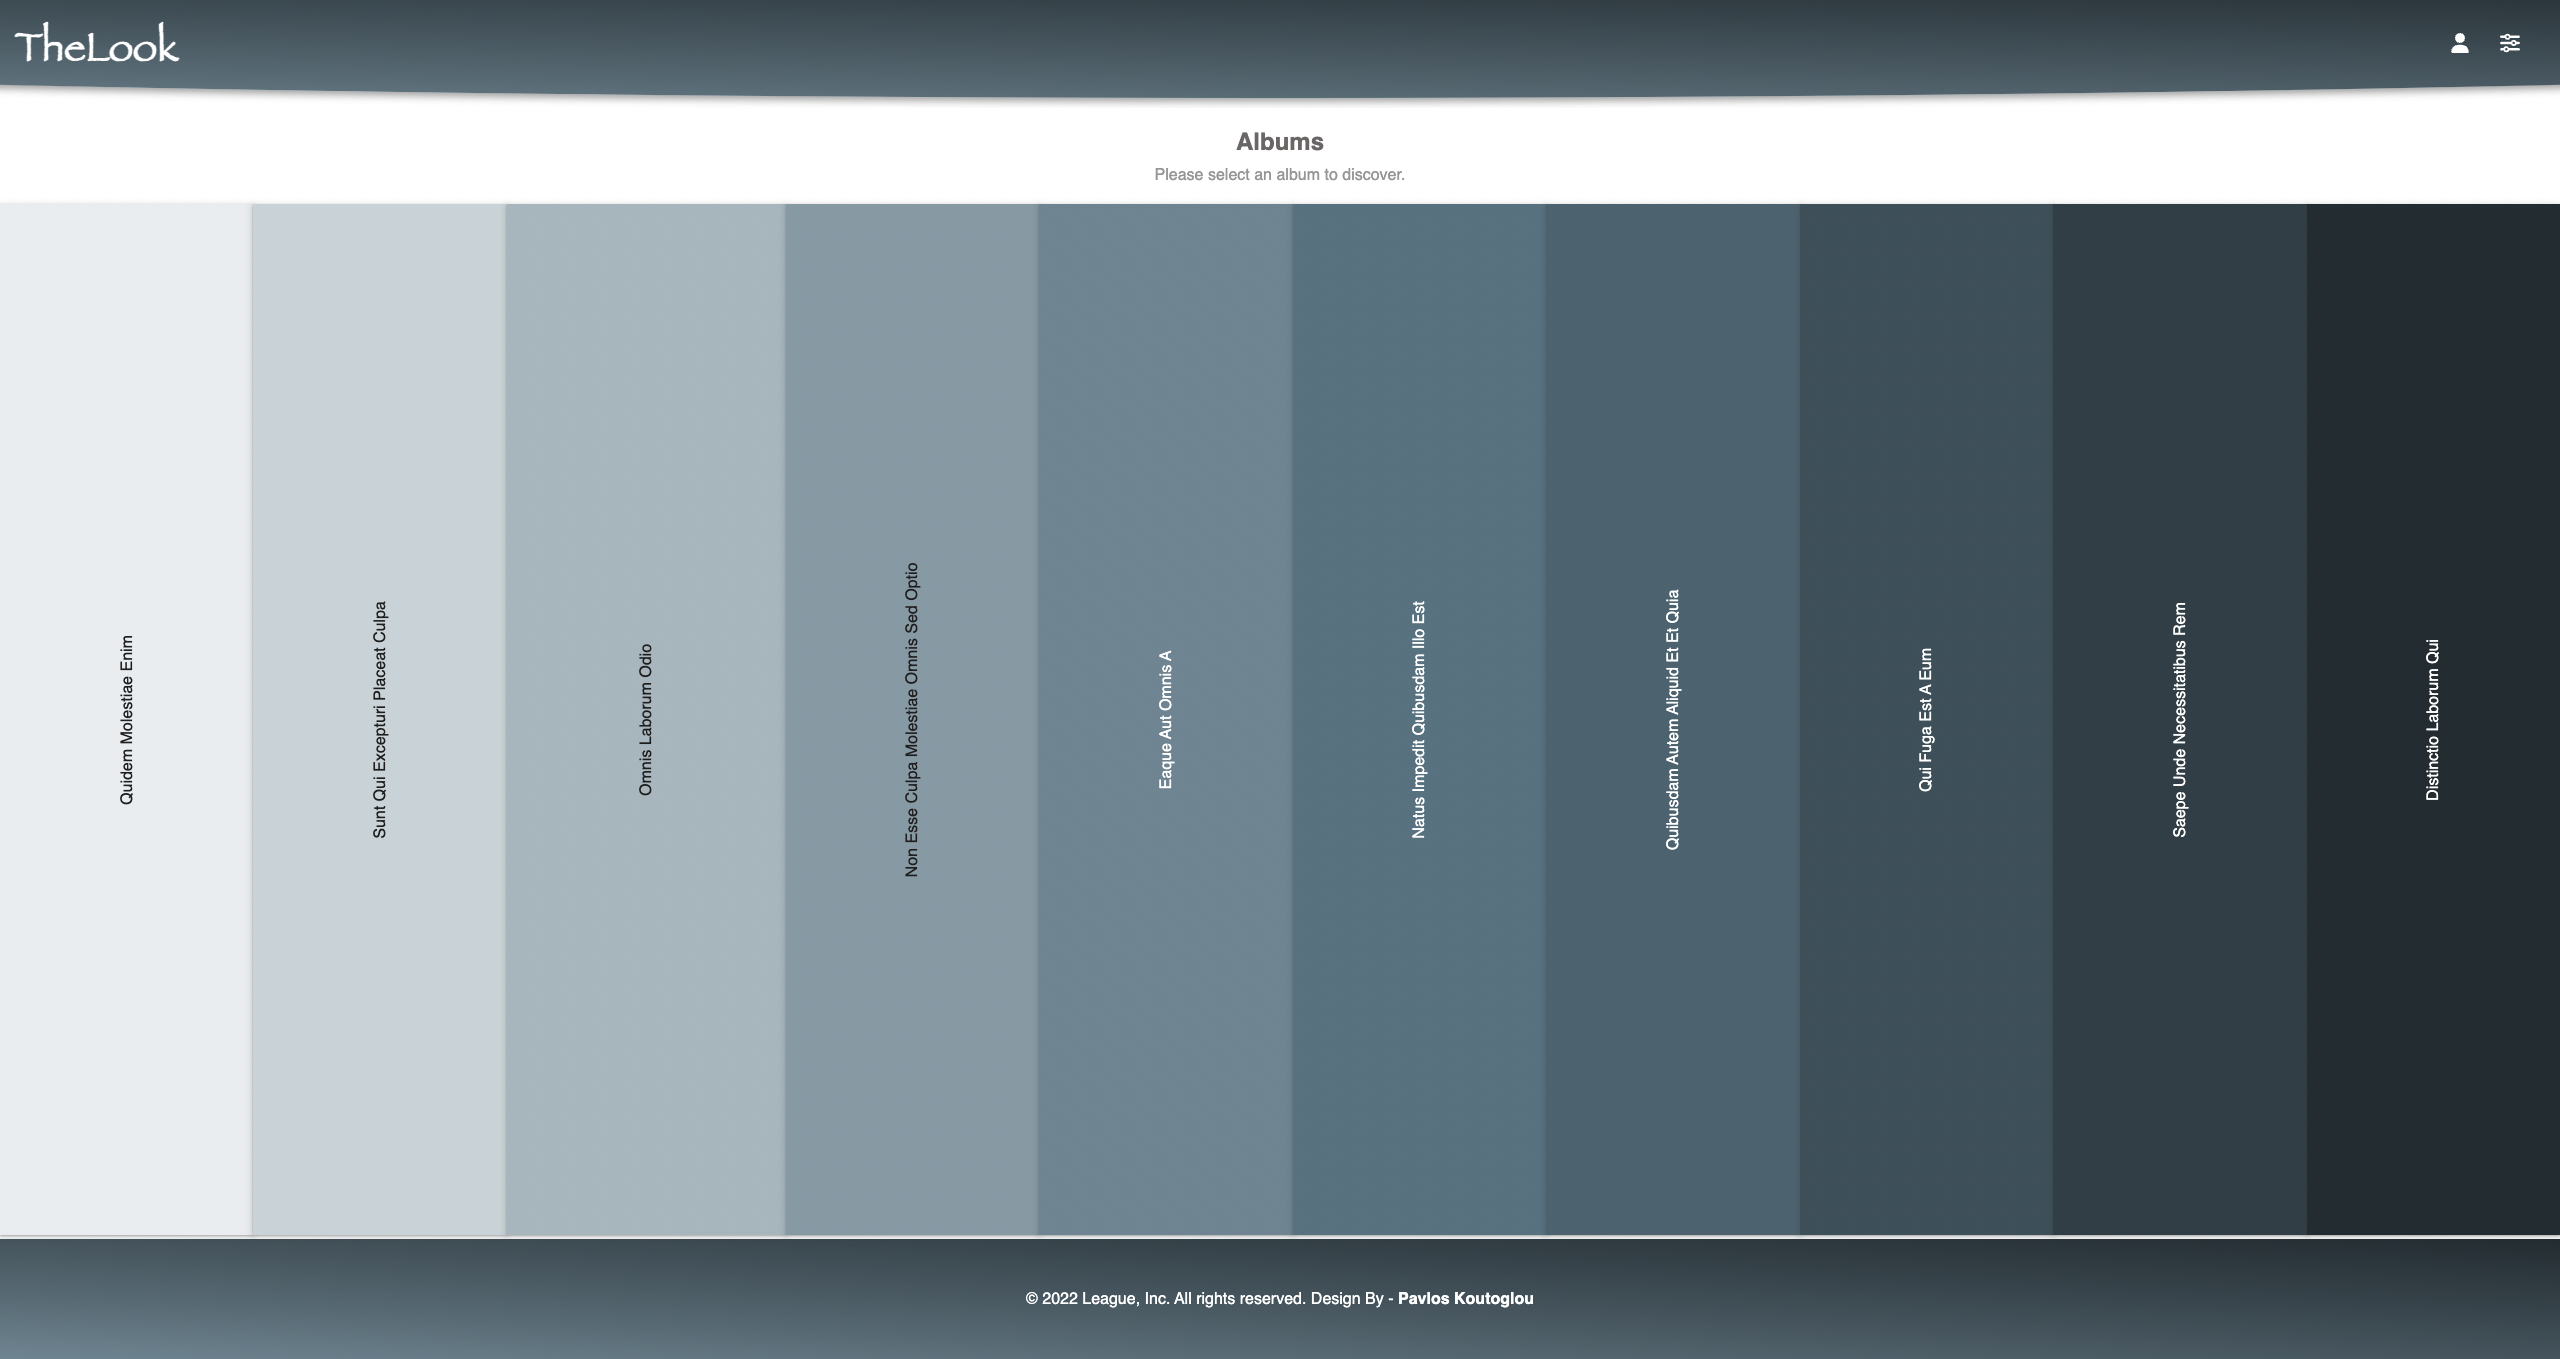 TheLook
Albums
Please select an album to discover.
Quidem Molestiae Enim
Sunt Qui Excepturi Placeat Culpa
Omnis Laborum Odio
Non Esse Culpa Molestiae Omnis Sed Optio
Eaque Aut Omnis A
Natus Impedit Quibusdam Illo Est
Quibusdam Autem Aliquid Et Et Quia
Qui Fuga Est A Eum
Saepe Unde Necessitatibus Rem
Distinctio Laborum Qui
© 2022 League, Inc. All rights reserved. Design By - Pavlos Koutoglou